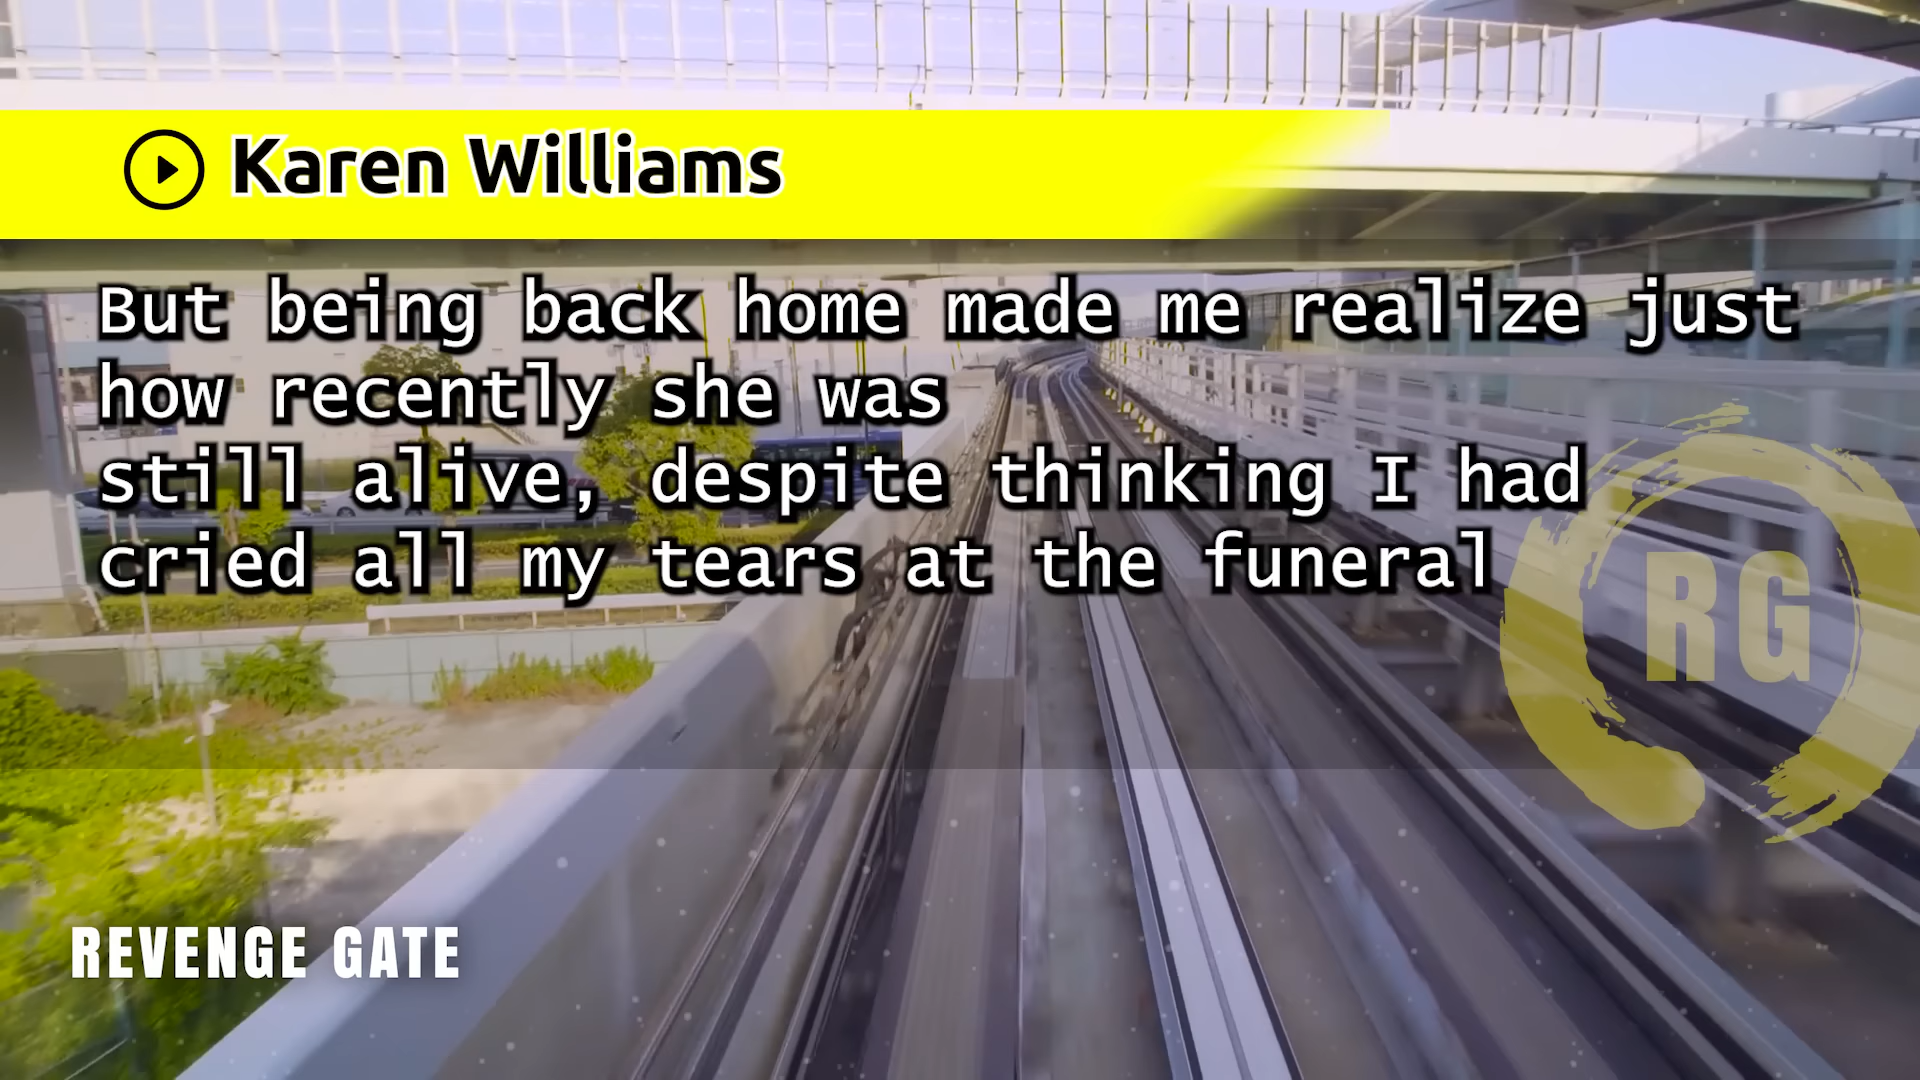 Karen Williams
But being back home made me realize just
how recently she was
still alive, despite thinking I had
cried all my tears at the funeral
RG
REVENGE GATE